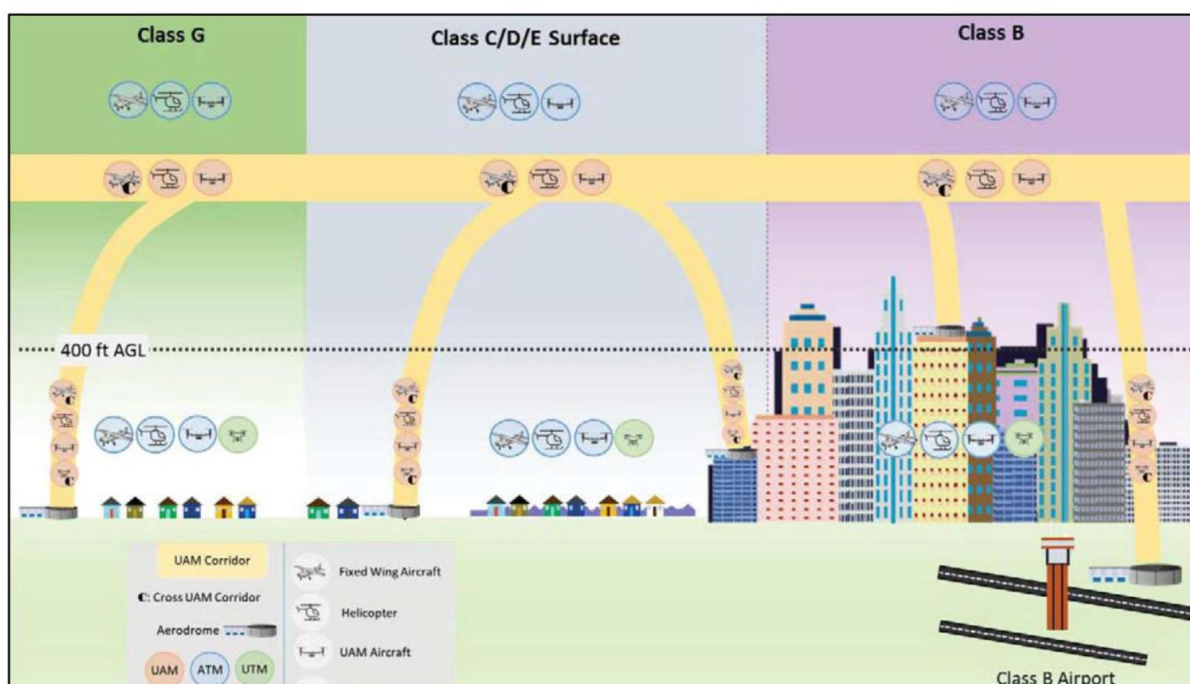 Class G
Class C/D/E Surface
Class B
C
C
C
400 ft AGL
C
C
C
C
C
C
C
C
UAM Corridor
C: Cross UAM Corridor
Aerodrome
UAM
ATM
UTM
Fixed Wing Aircraft
Helicopter
UAM Aircraft
Class B Airport